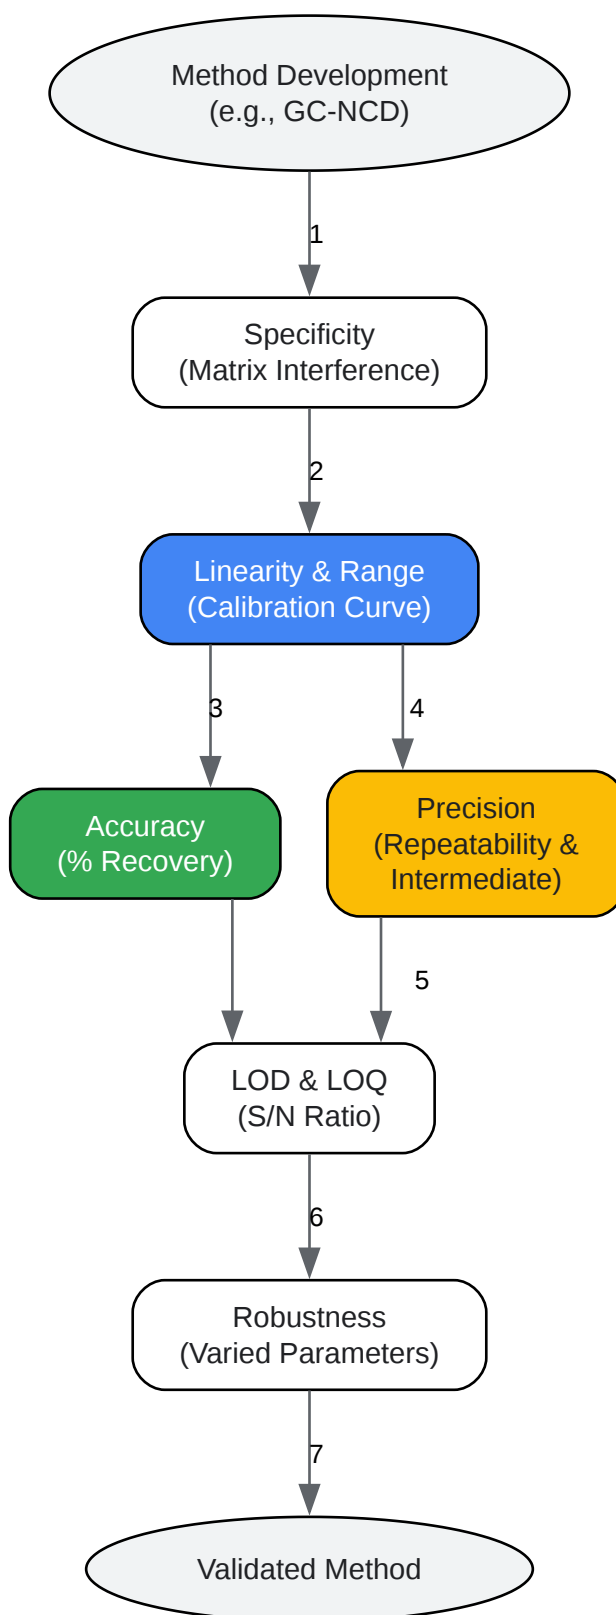 Method Development
(e.g., GC-NCD)
1
Specificity
(Matrix Interference)
2
Linearity & Range
(Calibration Curve)
3
4
Accuracy
(% Recovery)
Precision
(Repeatability &
Intermediate)
5
LOD & LOQ
(S/N Ratio)
6
Robustness
(Varied Parameters)
7
Validated Method